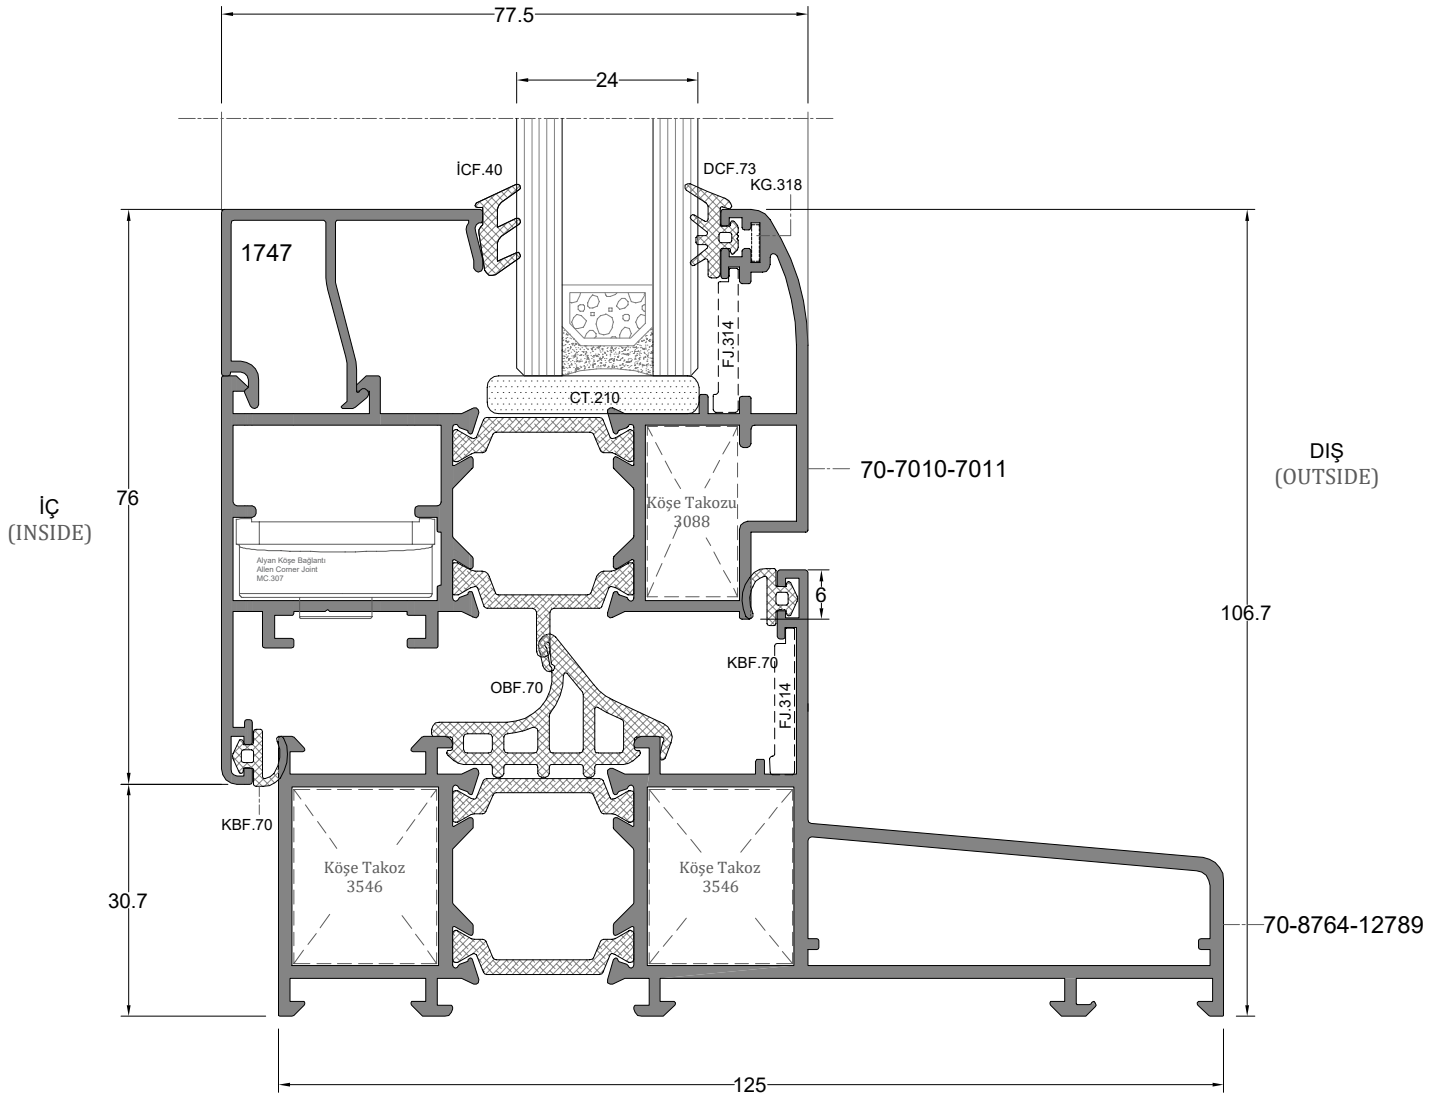 77.5
24
İCF.40
DCF.73
KG.318
1747
FJ.314
CT.210
70-7010-7011
DIŞ
(OUTSIDE)
İÇ
(INSIDE)
76
Köşe Takozu
3088
Alyan Köşe Bağlantı
Allen Corner Joint
MC.307
6
106.7
KBF.70
OBF.70
FJ.314
KBF.70
Köşe Takoz
3546
Köşe Takoz
3546
30.7
70-8764-12789
125